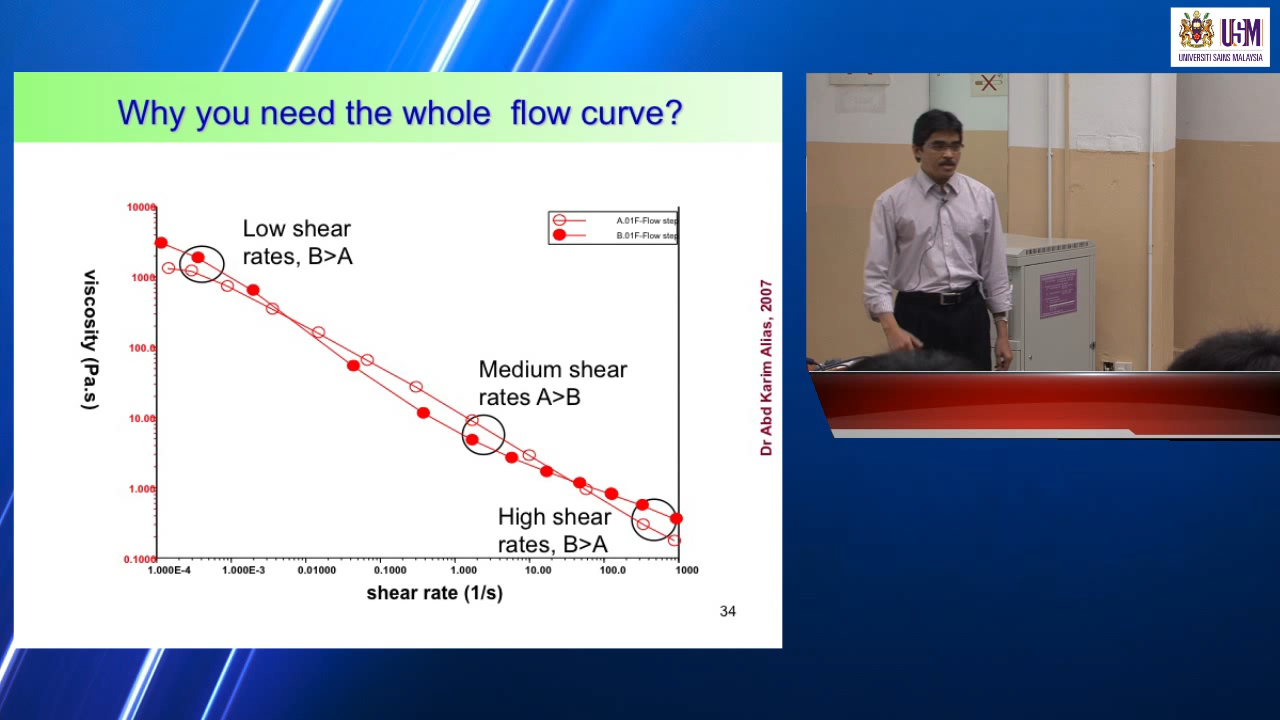 USM
UNIVERSITI SAINS MALAYSIA
Why you need the whole flow curve?
10000
1000
100.0
10.00
1.000
0.1000
viscosity (Pa.s)
Low shear
rates, B>A
A.01F-Flow step
B.01F-Flow step
Medium shear
rates A>B
High shear
rates, B>A
1.000E-4 1.000E-3 0.01000 0.1000 1.000 10.00 100.0 1000
shear rate (1/s)
Dr Abd Karim Alias, 2007
34